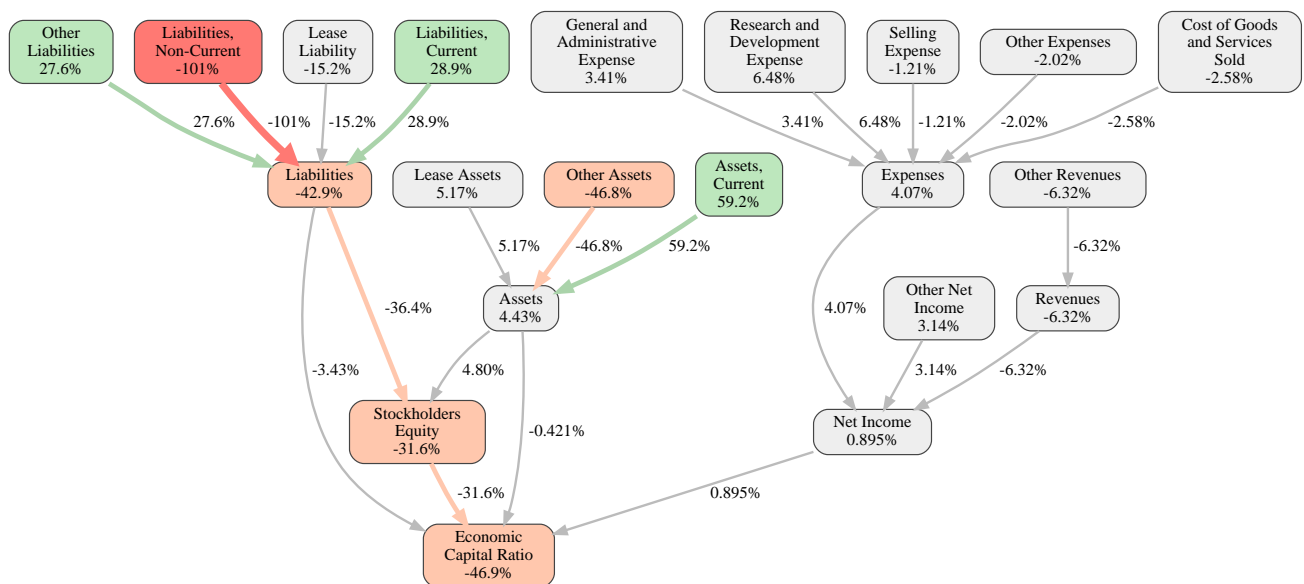 Other
Liabilities
27.6%
Liabilities,
Non-Current
-101%
Lease
Liability
-15.2%
Liabilities,
Current
28.9%
General and
Administrative
Expense
3.41%
Research and
Development
Expense
6.48%
Selling
Expense
-1.21%
Other Expenses
-2.02%
Cost of Goods
and Services
Sold
-2.58%
27.6%
-101%
-15.2%
28.9%
3.41%
6.48%
-1.21%
-2.02%
-2.58%
Liabilities
-42.9%
Lease Assets
5.17%
Other Assets
-46.8%
Assets,
Current
59.2%
Expenses
4.07%
Other Revenues
-6.32%
5.17%
-46.8%
59.2%
-6.32%
-36.4%
Assets
4.43%
4.07%
Other Net
Income
3.14%
Revenues
-6.32%
-3.43%
4.80%
3.14%
-6.32%
Stockholders
Equity
-31.6%
-0.421%
Net Income
0.895%
-31.6%
0.895%
Economic
Capital Ratio
-46.9%